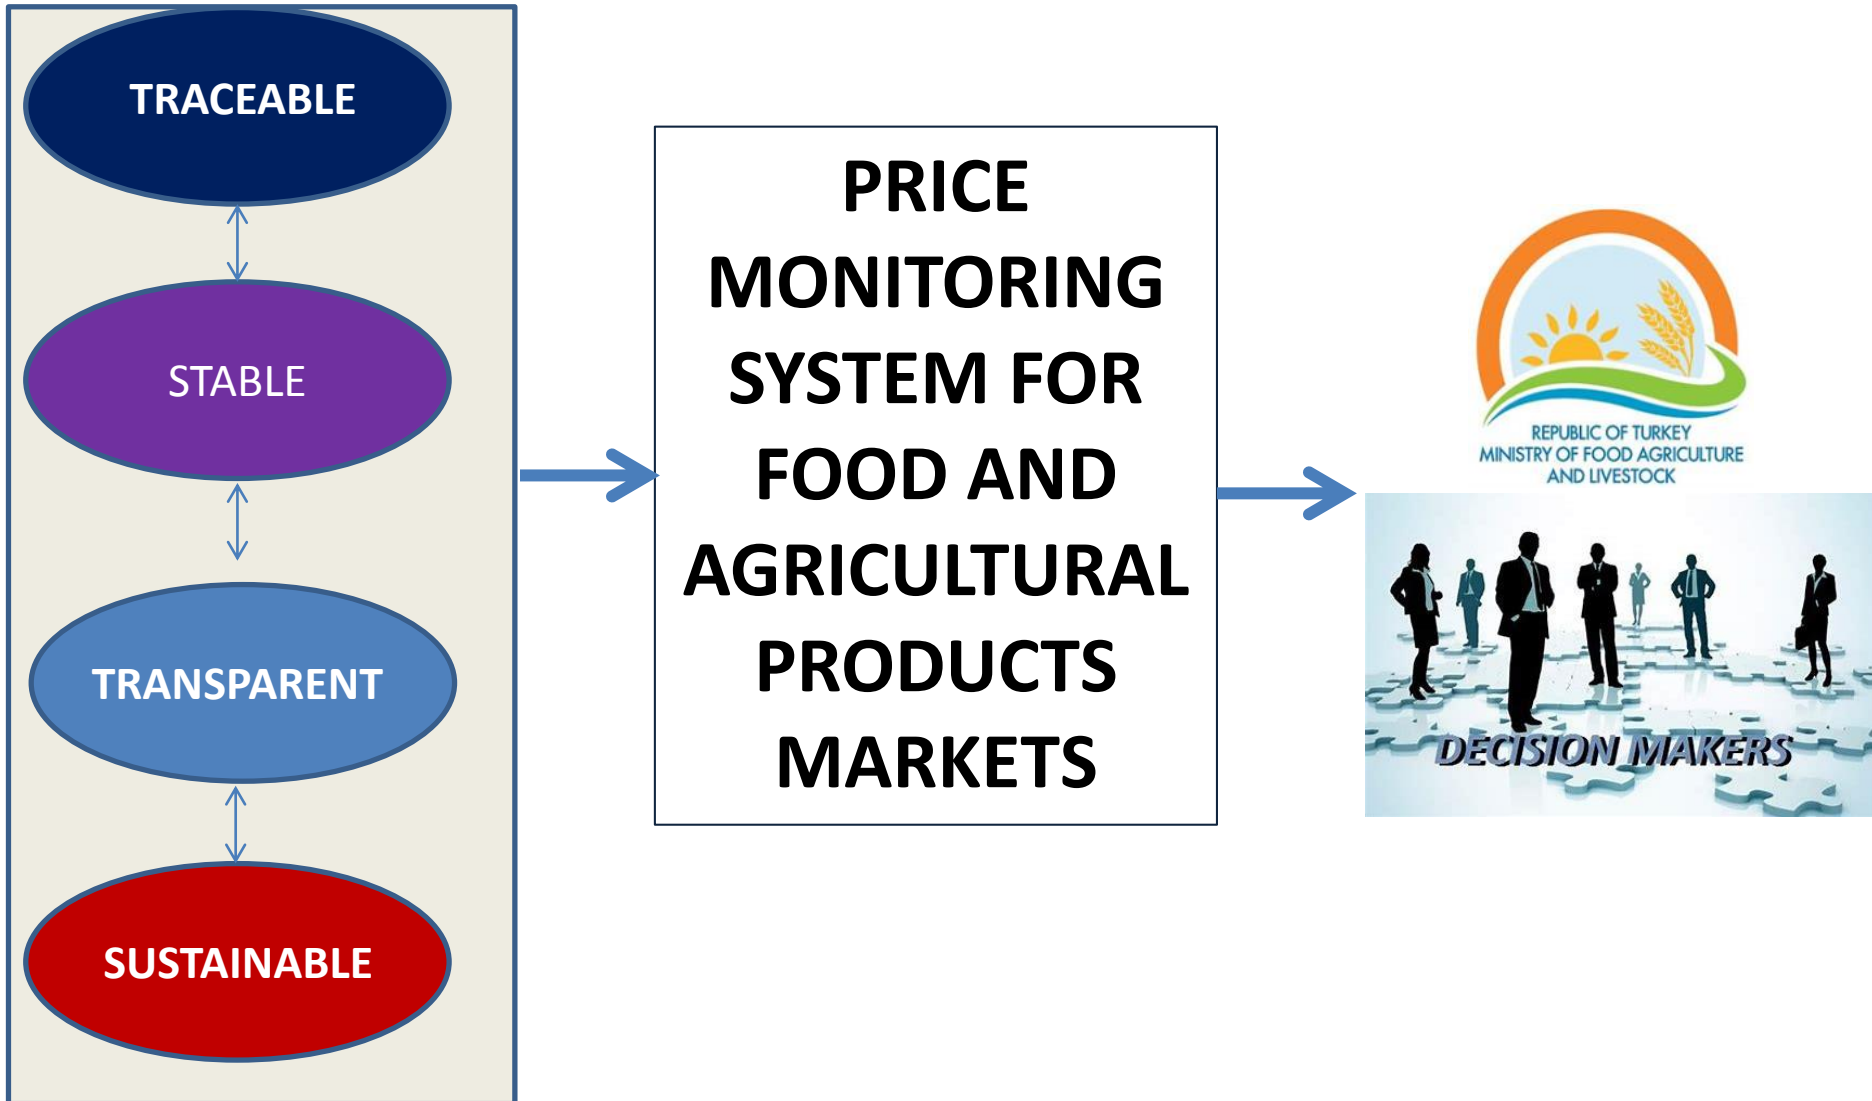 TRACEABLE
STABLE
TRANSPARENT
SUSTAINABLE
PRICE
MONITORING
SYSTEM FOR
FOOD AND
AGRICULTURAL
PRODUCTS
MARKETS
REPUBLIC OF TURKEY
MINISTRY OF FOOD AGRICULTURE
AND LIVESTOCK
DECISION MAKERS